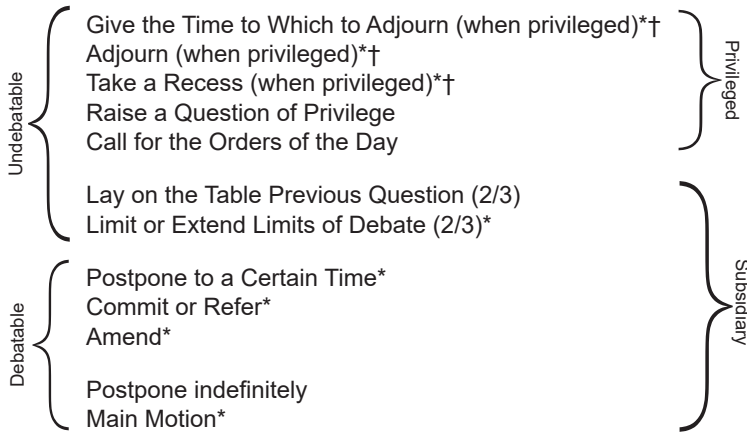 Give the Time to Which to Adjourn (when privileged)*†
Adjourn (when privileged)*†
Take a Recess (when privileged)*†
Raise a Question of Privilege
Call for the Orders of the Day
Undebatable
Privileged
Lay on the Table Previous Question (2/3)
Limit or Extend Limits of Debate (2/3)*
Postpone to a Certain Time*
Commit or Refer*
Amend*
Debatable
Subsidiary
Postpone indefinitely
Main Motion*